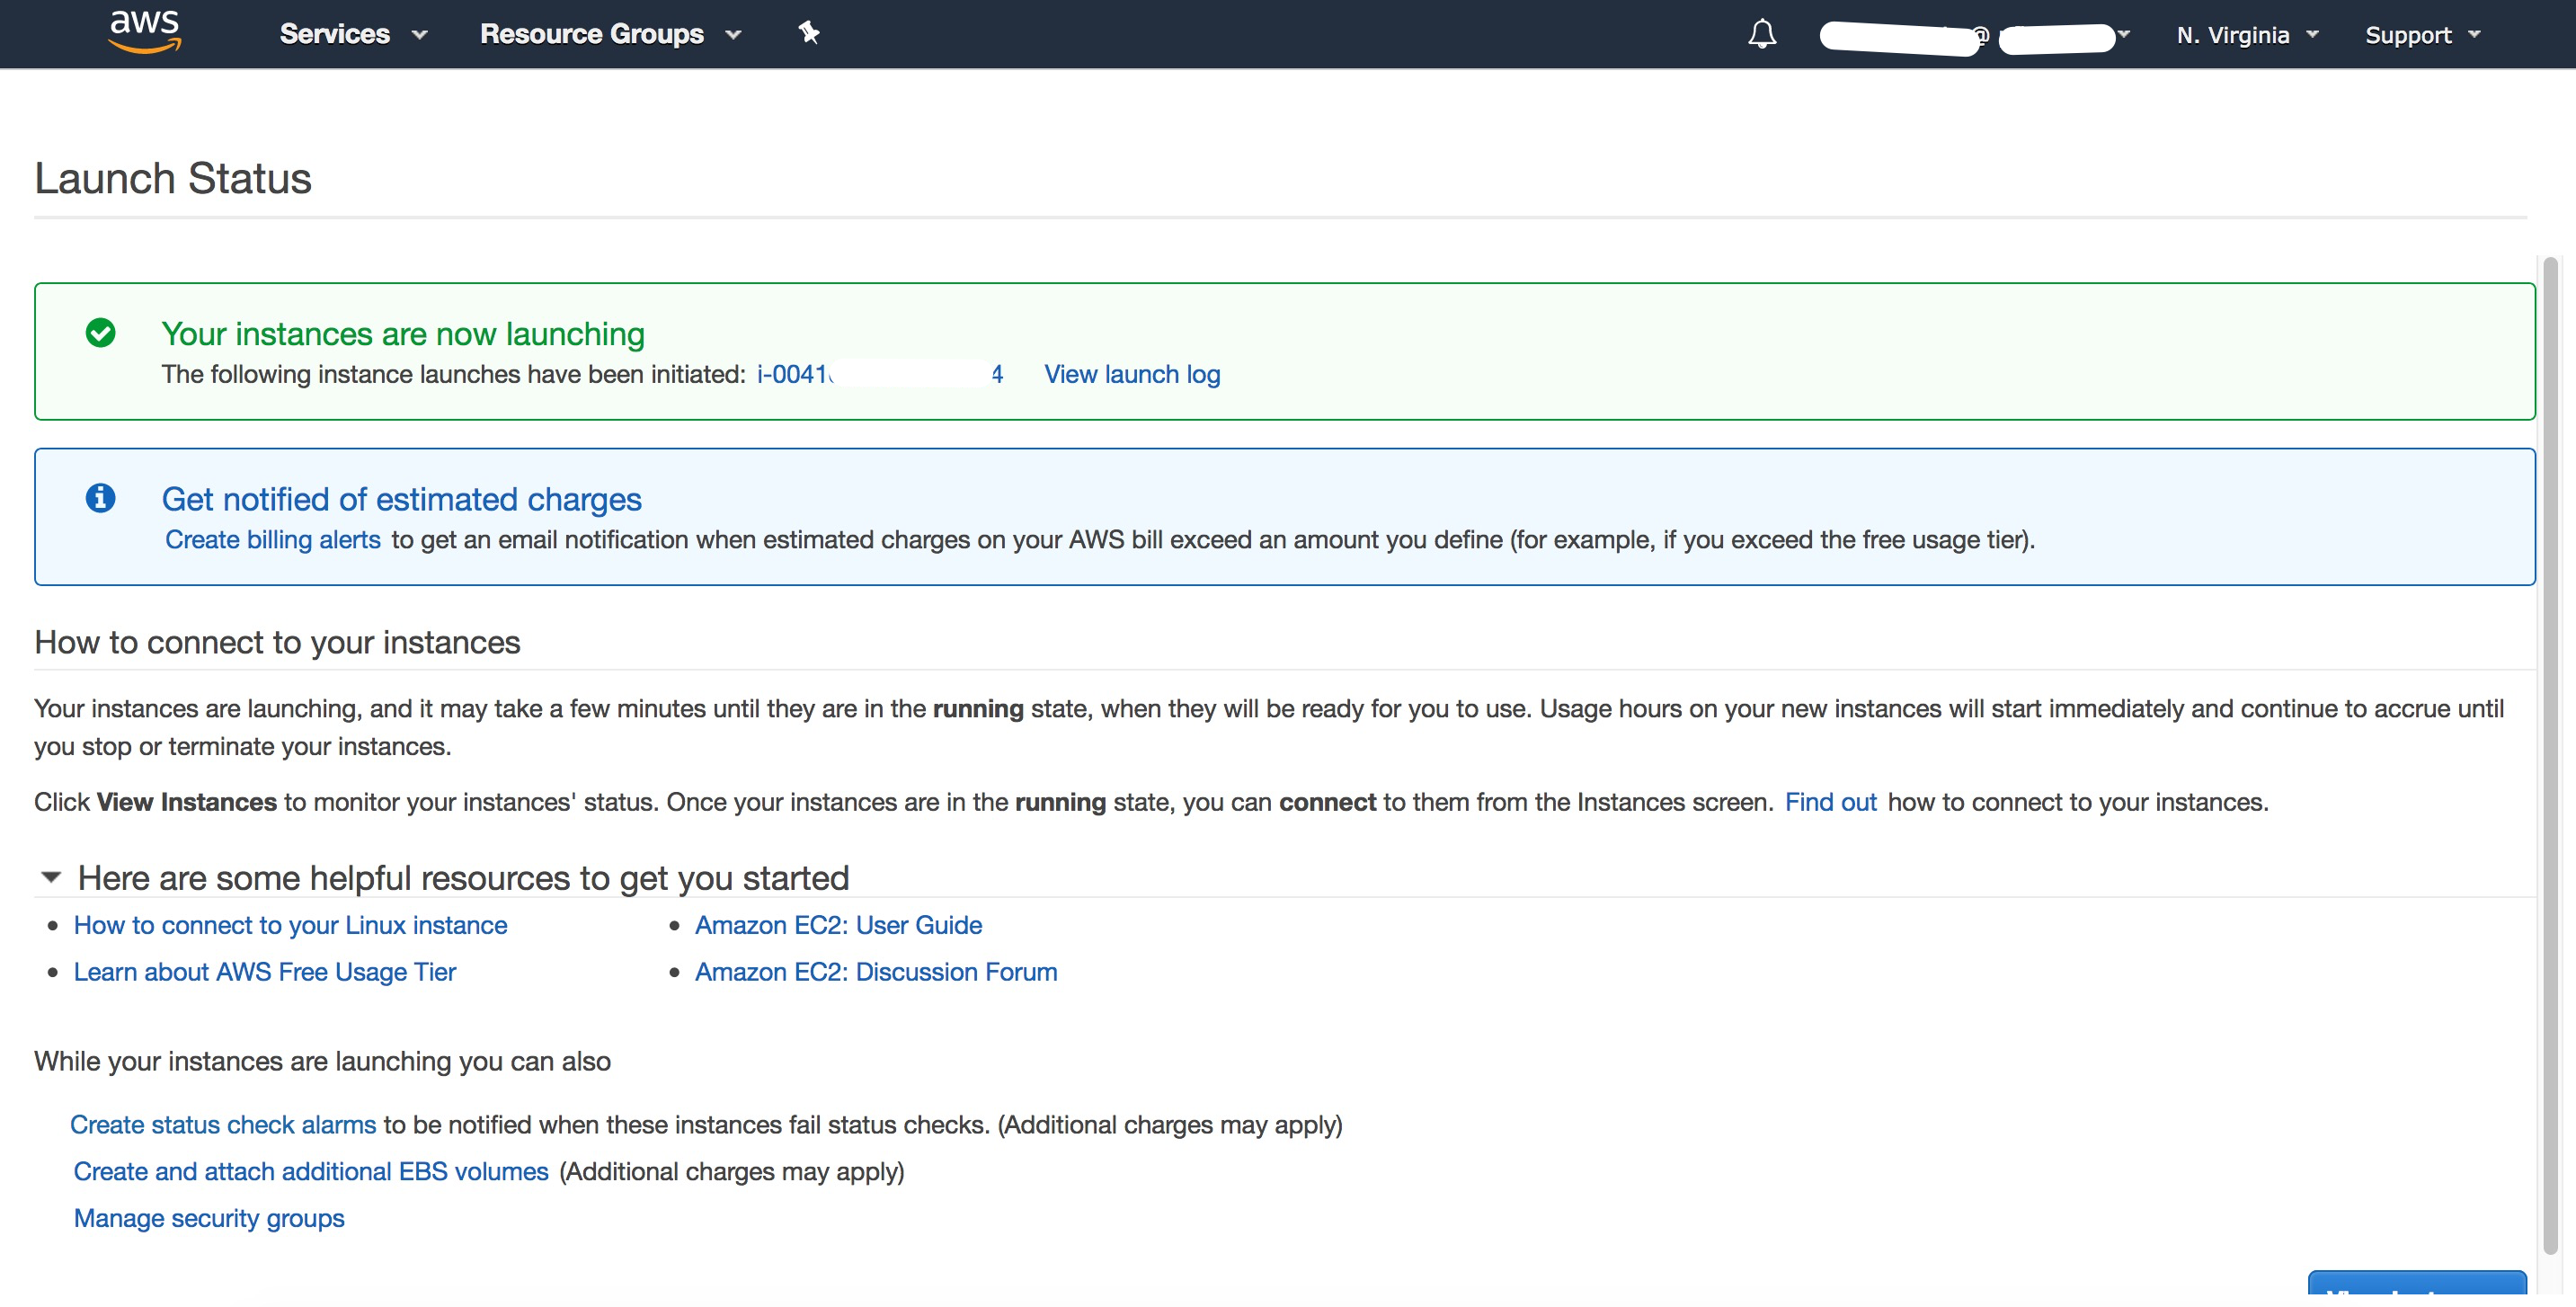 aws Services Resource Groups @ N. Virginia Support
Launch Status
Your instances are now launching
The following instance launches have been initiated: i-0041 4 View launch log
Get notified of estimated charges
Create billing alerts to get an email notification when estimated charges on your AWS bill exceed an amount you define (for example, if you exceed the free usage tier).
How to connect to your instances
Your instances are launching, and it may take a few minutes until they are in the running state, when they will be ready for you to use. Usage hours on your new instances will start immediately and continue to accrue until
you stop or terminate your instances.
Click View Instances to monitor your instances' status. Once your instances are in the running state, you can connect to them from the Instances screen. Find out how to connect to your instances.
Here are some helpful resources to get you started
• How to connect to your Linux instance
• Amazon EC2: User Guide
• Learn about AWS Free Usage Tier
• Amazon EC2: Discussion Forum
While your instances are launching you can also
Create status check alarms to be notified when these instances fail status checks. (Additional charges may apply)
Create and attach additional EBS volumes (Additional charges may apply)
Manage security groups